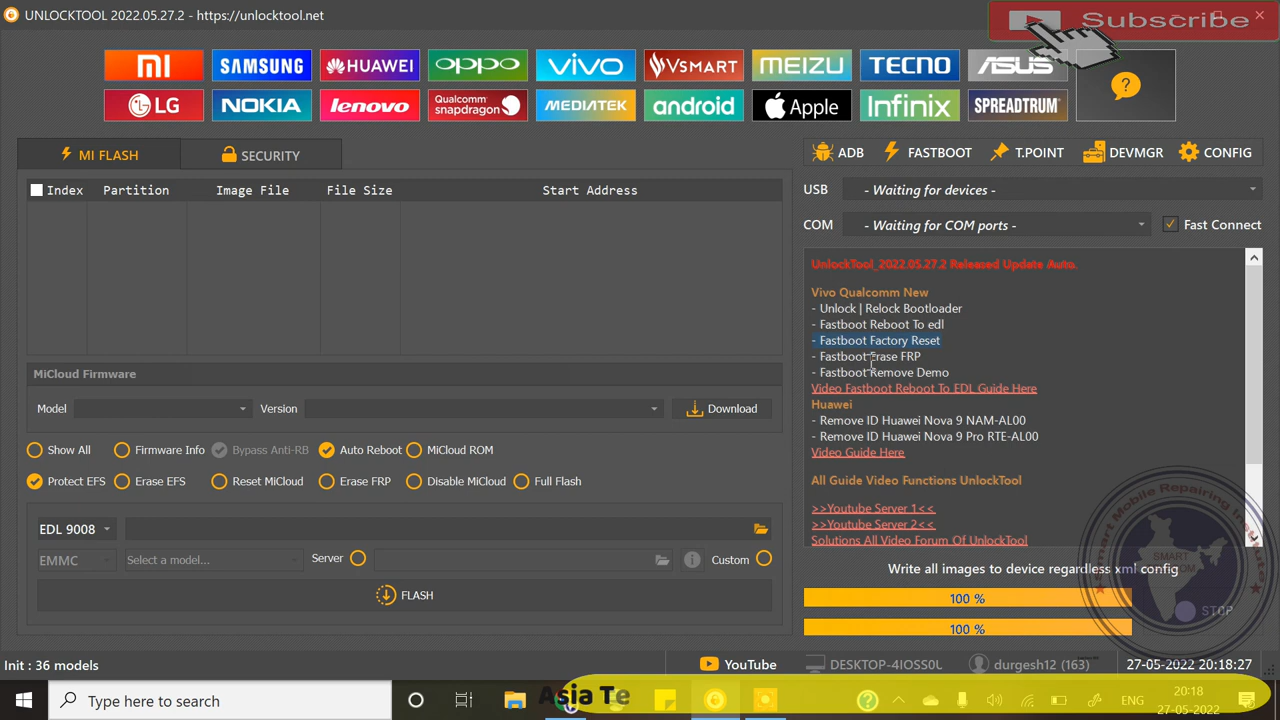 UNLOCKTOOL 2022.05.27.2 - https://unlocktool.net
Subscribe
MI SAMSUNG HUAWEI OPPO vivo VSMART MEIZU TECNO ASUS
LG NOKIA lenovo Qualcomm snapdragon MEDIATEK android Apple Infinix SPREADTRUM
?
MI FLASH SECURITY
ADB FASTBOOT T.POINT DEVMGR CONFIG
Index Partition Image File File Size Start Address
USB - Waiting for devices -
COM - Waiting for COM ports - Fast Connect
UnlockTool_2022.05.27.2 Released Update Auto.
Vivo Qualcomm New
- Unlock | Relock Bootloader
- Fastboot Reboot To edl
- Fastboot Factory Reset
- Fastboot Erase FRP
- Fastboot Remove Demo
Video Fastboot Reboot To EDL Guide Here
Huawei
- Remove ID Huawei Nova 9 NAM-AL00
- Remove ID Huawei Nova 9 Pro RTE-AL00
Video Guide Here
All Guide Video Functions UnlockTool
>>Youtube Server 1<<
>>Youtube Server 2<<
Solutions All Video Forum Of UnlockTool
MiCloud Firmware
Model Version Download
Show All Firmware Info Bypass Anti-RB Auto Reboot MiCloud ROM
Protect EFS Erase EFS Reset MiCloud Erase FRP Disable MiCloud Full Flash
EDL 9008
EMMC Select a model... Server Custom
FLASH
Write all images to device regardless xml config
100 %
100 %
STOP
Smart Mobile Repairing Institute
SMART
Init : 36 models
YouTube DESKTOP-4IOSS0U durgesh12 (163) 27-05-2022 20:18:27
Type here to search
Asia Te
ENG
20:18
27-05-2022